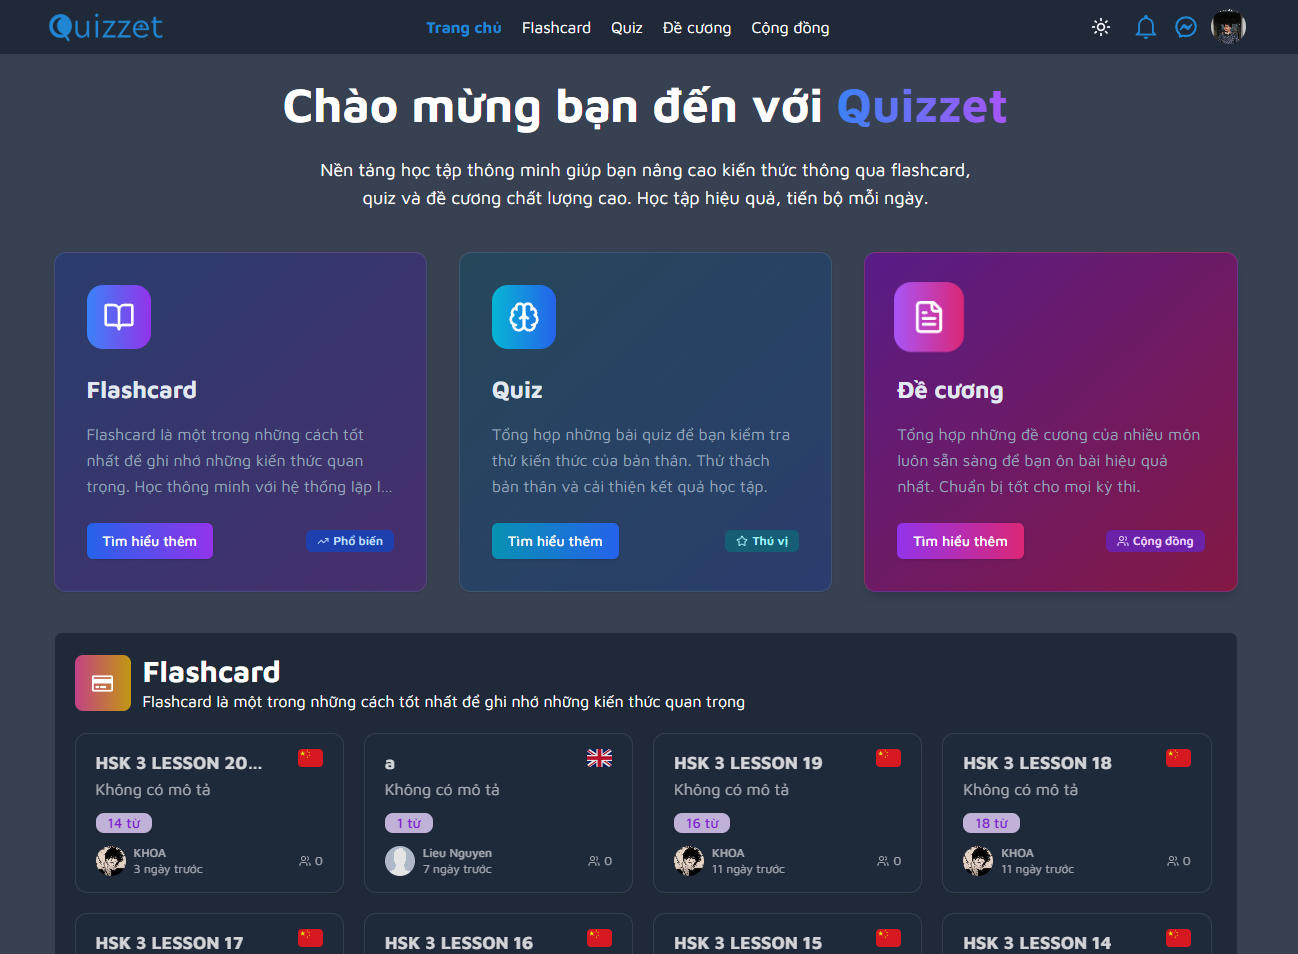 Quizzet
Trang chủ Flashcard Quiz Đề cương Cộng đồng
Chào mừng bạn đến với Quizzet
Nền tảng học tập thông minh giúp bạn nâng cao kiến thức thông qua flashcard,
quiz và đề cương chất lượng cao. Học tập hiệu quả, tiến bộ mỗi ngày.
Flashcard
Flashcard là một trong những cách tốt
nhất để ghi nhớ những kiến thức quan
trọng. Học thông minh với hệ thống lặp l...
Tìm hiểu thêm
Phổ biến
Quiz
Tổng hợp những bài quiz để bạn kiểm tra
thử kiến thức của bản thân. Thử thách
bản thân và cải thiện kết quả học tập.
Tìm hiểu thêm
Thú vị
Đề cương
Tổng hợp những đề cương của nhiều môn
luôn sẵn sàng để bạn ôn bài hiệu quả
nhất. Chuẩn bị tốt cho mọi kỳ thi.
Tìm hiểu thêm
Cộng đồng
Flashcard
Flashcard là một trong những cách tốt nhất để ghi nhớ những kiến thức quan trọng
HSK 3 LESSON 20...
Không có mô tả
14 từ
KHOA
3 ngày trước
0
a
Không có mô tả
1 từ
Lieu Nguyen
7 ngày trước
0
HSK 3 LESSON 19
Không có mô tả
16 từ
KHOA
11 ngày trước
0
HSK 3 LESSON 18
Không có mô tả
18 từ
KHOA
11 ngày trước
0
HSK 3 LESSON 17
HSK 3 LESSON 16
HSK 3 LESSON 15
HSK 3 LESSON 14